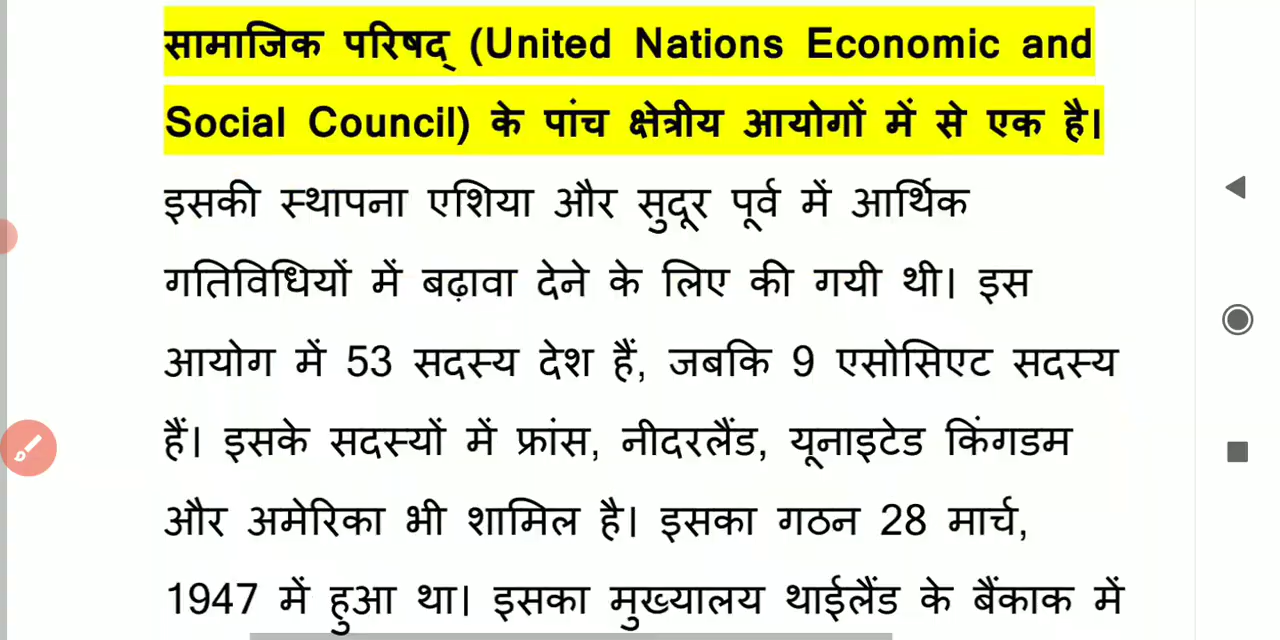 सामाजिक परिषद् (United Nations Economic and
Social Council) के पांच क्षेत्रीय आयोगों में से एक है।
इसकी स्थापना एशिया और सुदूर पूर्व में आर्थिक
गतिविधियों में बढ़ावा देने के लिए की गयी थी। इस
आयोग में 53 सदस्य देश हैं, जबकि 9 एसोसिएट सदस्य
हैं। इसके सदस्यों में फ्रांस, नीदरलैंड, यूनाइटेड किंगडम
और अमेरिका भी शामिल है। इसका गठन 28 मार्च,
1947 में हुआ था। इसका मुख्यालय थाईलैंड के बैंकाक में